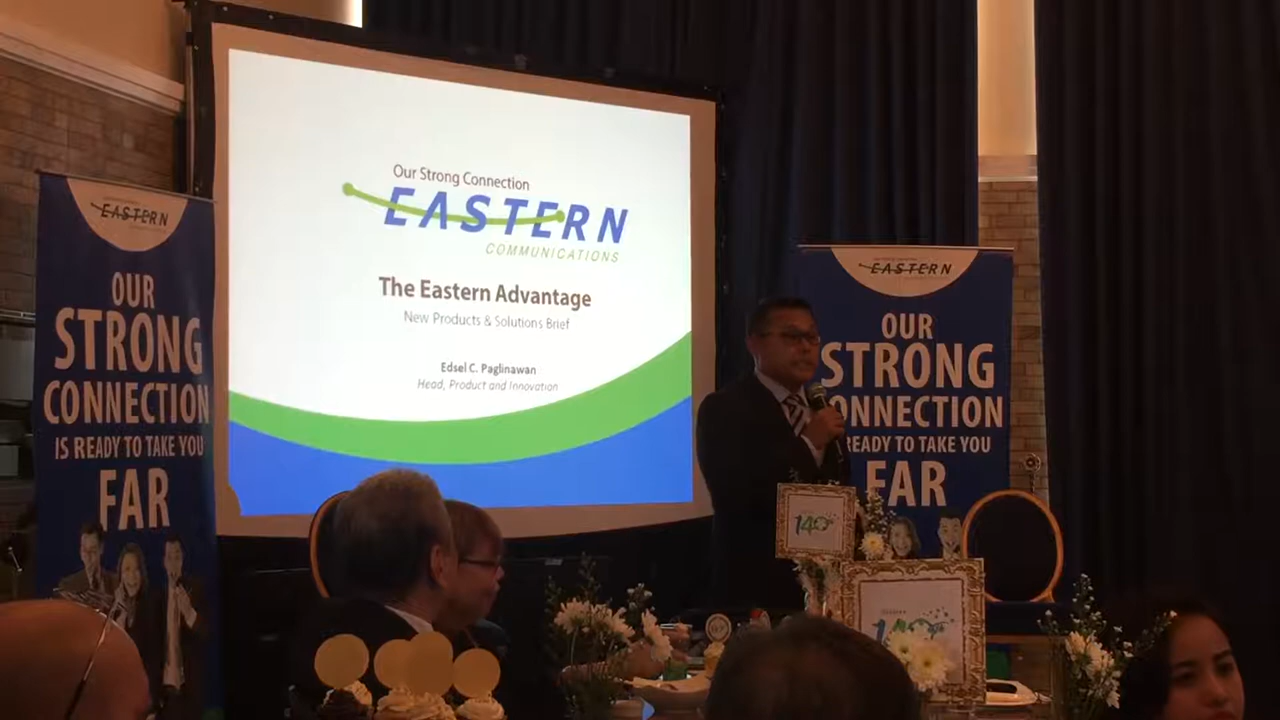 EASTERN
OUR
STRONG
CONNECTION
IS READY TO TAKE YOU
FAR
Our Strong Connection
EASTERN
COMMUNICATIONS
The Eastern Advantage
New Products & Solutions Brief
Edsel C. Paglinawan
Head, Product and Innovation
EASTERN
OUR
STRONG
ONNECTION
READY TO TAKE YOU
FAR
140
140